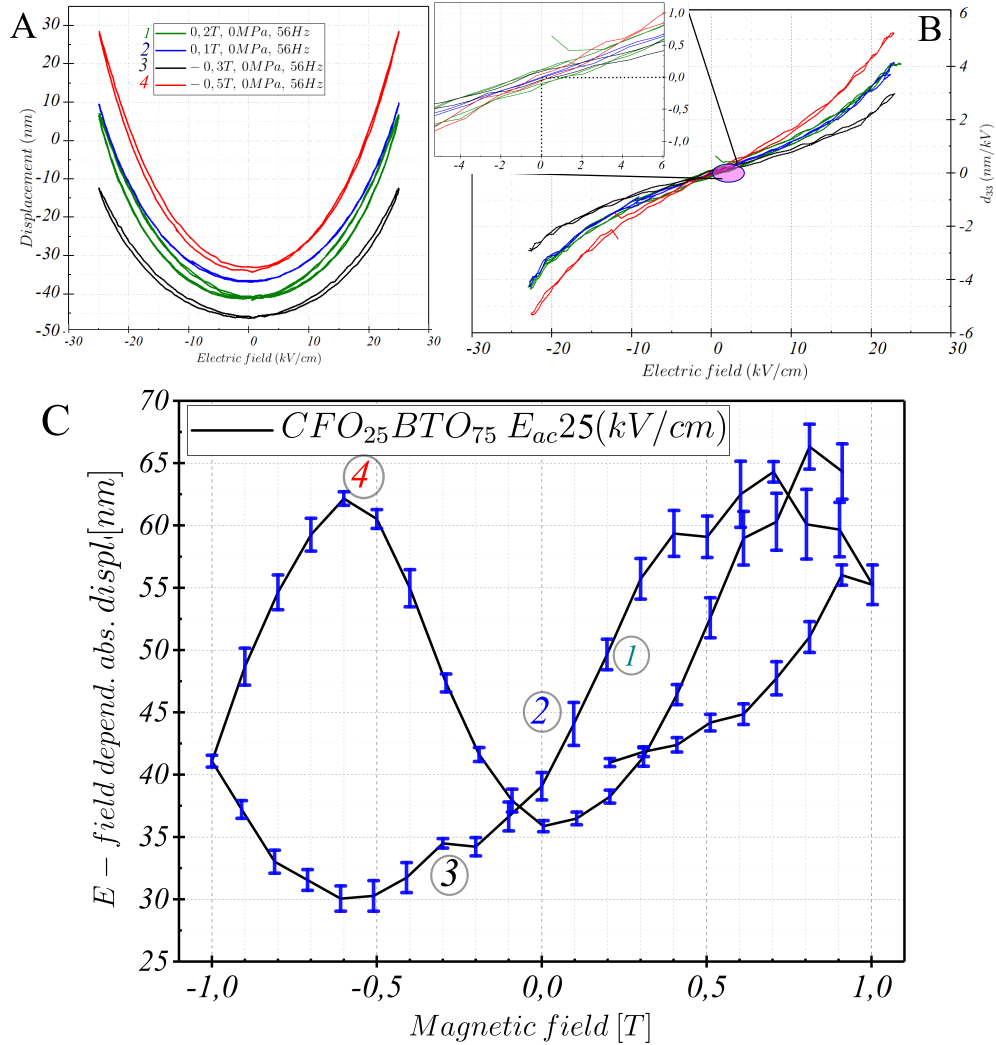 A
35
30
20
10
0
-10
-20
-30
-40
-50
Displacement (nm)
1 0, 2T, 0MPa, 56Hz
2 0, 1T, 0MPa, 56Hz
3 −0, 3T, 0MPa, 56Hz
4 −0, 5T, 0MPa, 56Hz
-30 -20 -10 0 10 20 30
Electric field (kV/cm)
B
1,0
0,5
0,0
-0,5
-1,0
-4 -2 0 2 4 6
6
4
2
0
-2
-4
-6
d33 (nm/kV)
-30 -20 -10 0 10 20 30
Electric field (kV/cm)
C
CFO25BTO75 Eac25(kV/cm)
70
65
60
55
50
45
40
35
30
25
E − field depend. abs. displ. [nm]
4
1
2
3
-1,0 -0,5 0,0 0,5 1,0
Magnetic field [T]